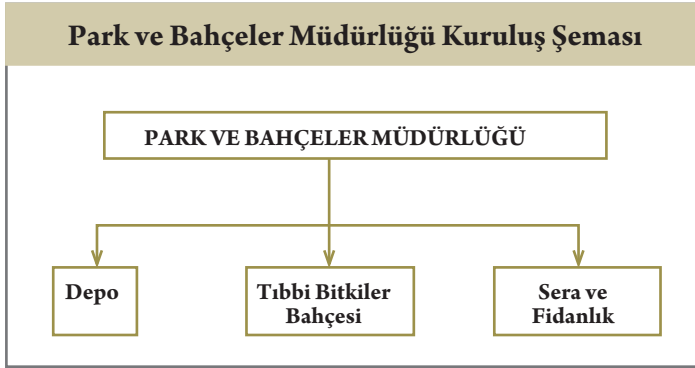 Park ve Bahçeler Müdürlüğü Kuruluş Şeması
PARK VE BAHÇELER MÜDÜRLÜĞÜ
Depo
Tıbbi Bitkiler
Bahçesi
Sera ve
Fidanlık